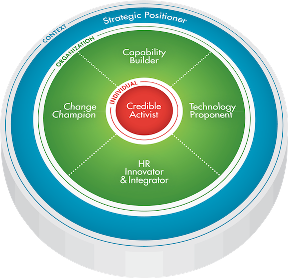 CONTEXT
Strategic Positioner
ORGANIZATION
Capability
Builder
INDIVIDUAL
Change
Champion
Credible
Activist
Technology
Proponent
HR
Innovator
& Integrator